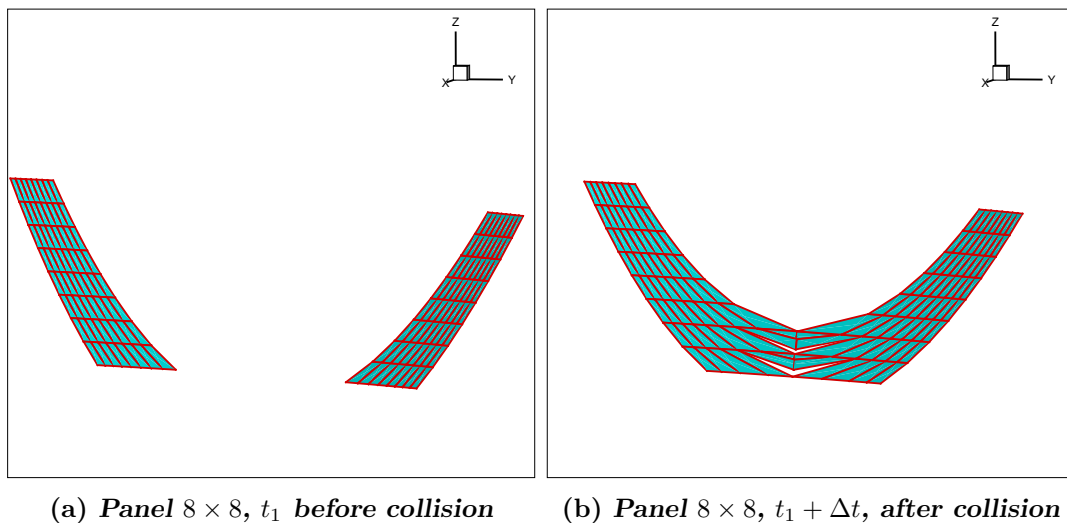 Z
X
Y
Z
X
Y
(a) Panel 8 × 8, t₁ before collision
(b) Panel 8 × 8, t₁ + Δt, after collision